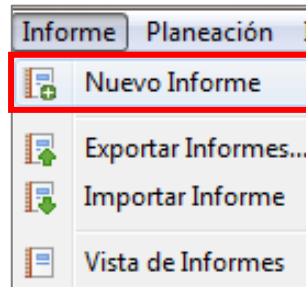 Informe Planeación
Nuevo Informe
Exportar Informes...
Importar Informe
Vista de Informes